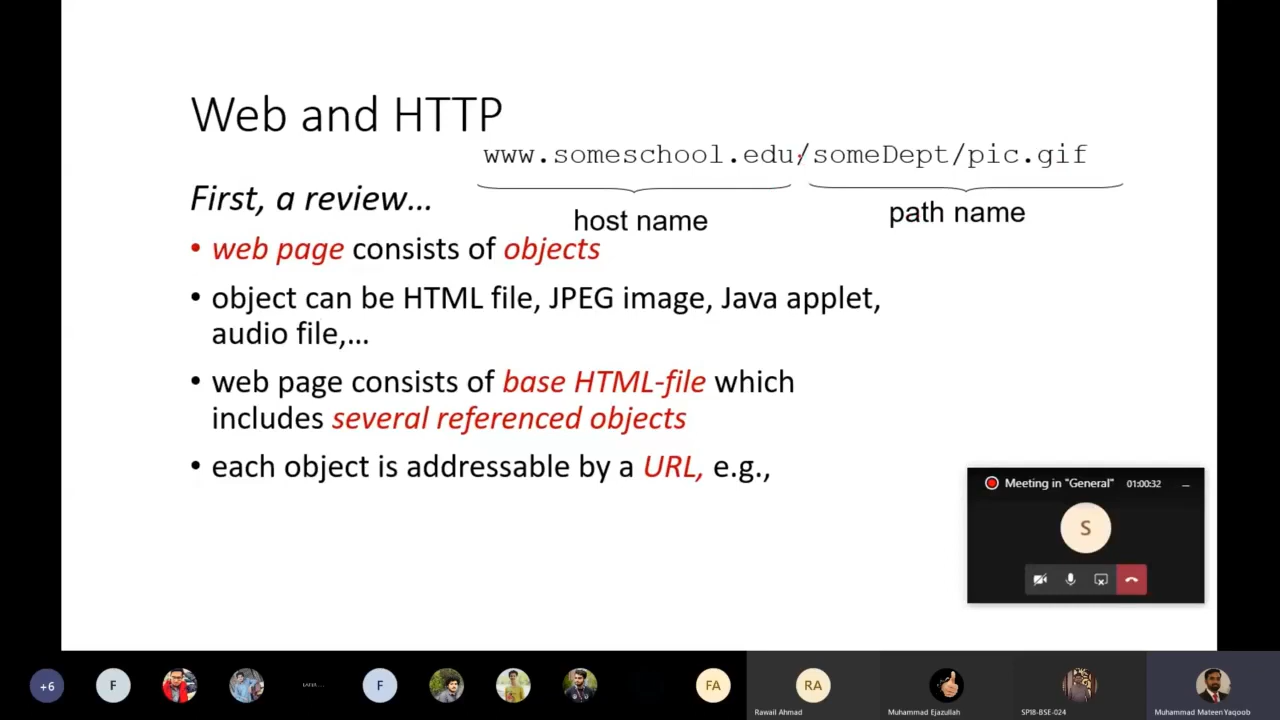 Web and HTTP
www.someschool.edu/someDept/pic.gif
host name
path name
First, a review…
• web page consists of objects
• object can be HTML file, JPEG image, Java applet,
audio file,…
• web page consists of base HTML-file which
includes several referenced objects
• each object is addressable by a URL, e.g.,
Meeting in "General" 01:00:32
S
+6
F
F
FA
RA
Rawail Ahmad
Muhammad Ejazullah
SP18-BSE-024
Muhammad Mateen Yaqoob